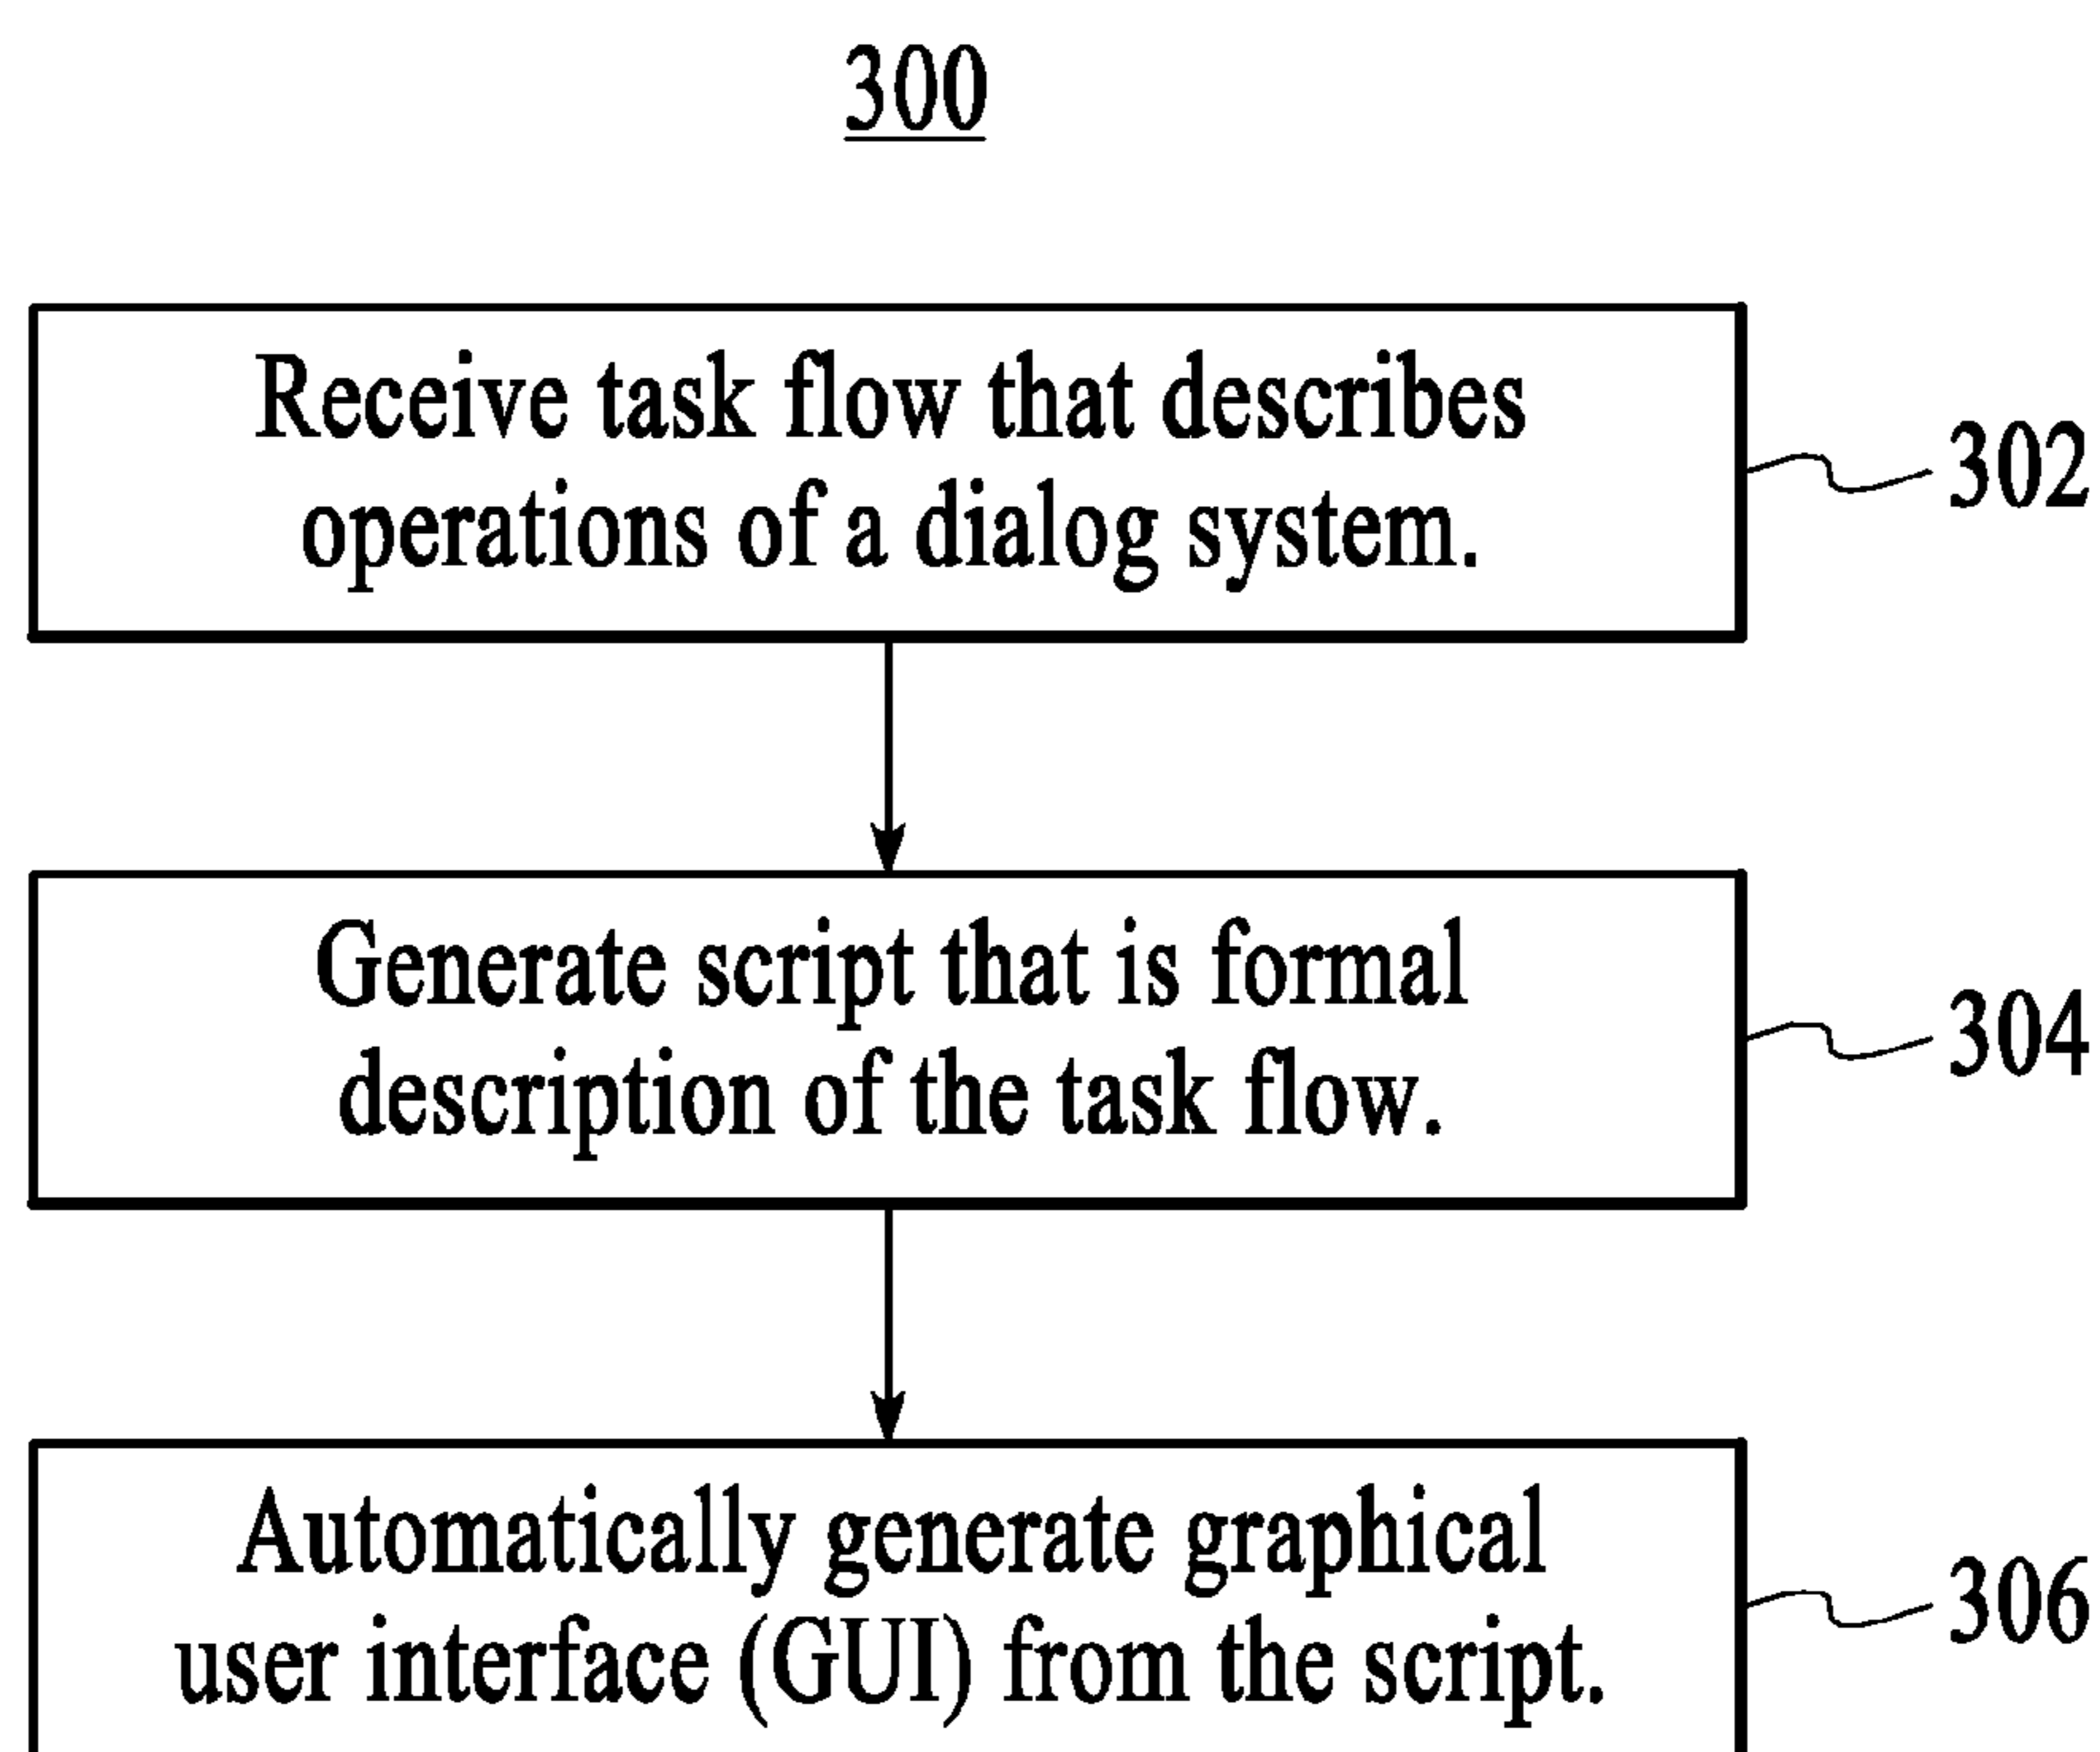 300
Receive task flow that describes
operations of a dialog system.
302
Generate script that is formal
description of the task flow.
304
Automatically generate graphical
user interface (GUI) from the script.
306